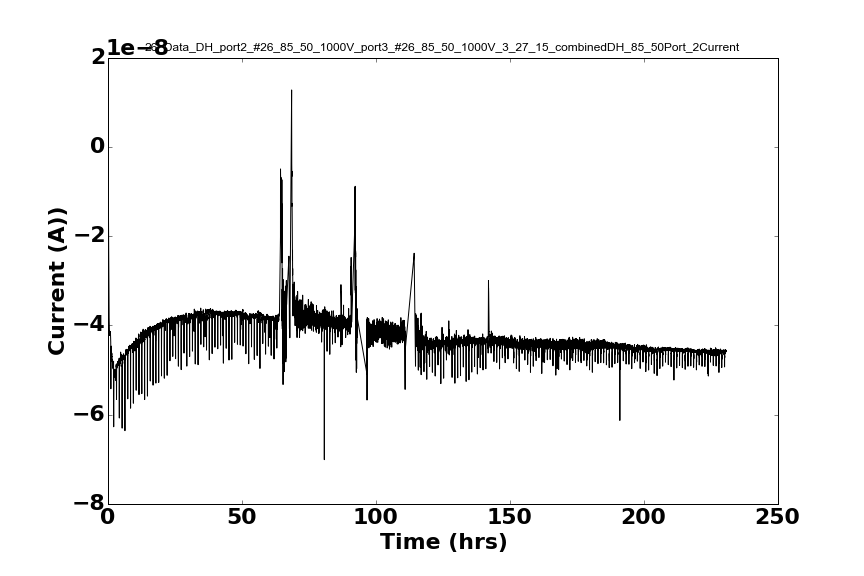 1e−8
26_Data_DH_port2_#26_85_50_1000V_port3_#26_85_50_1000V_3_27_15_combinedDH_85_50Port_2Current
2
0
−2
−4
−6
−8
Current (A))
0 50 100 150 200 250
Time (hrs)